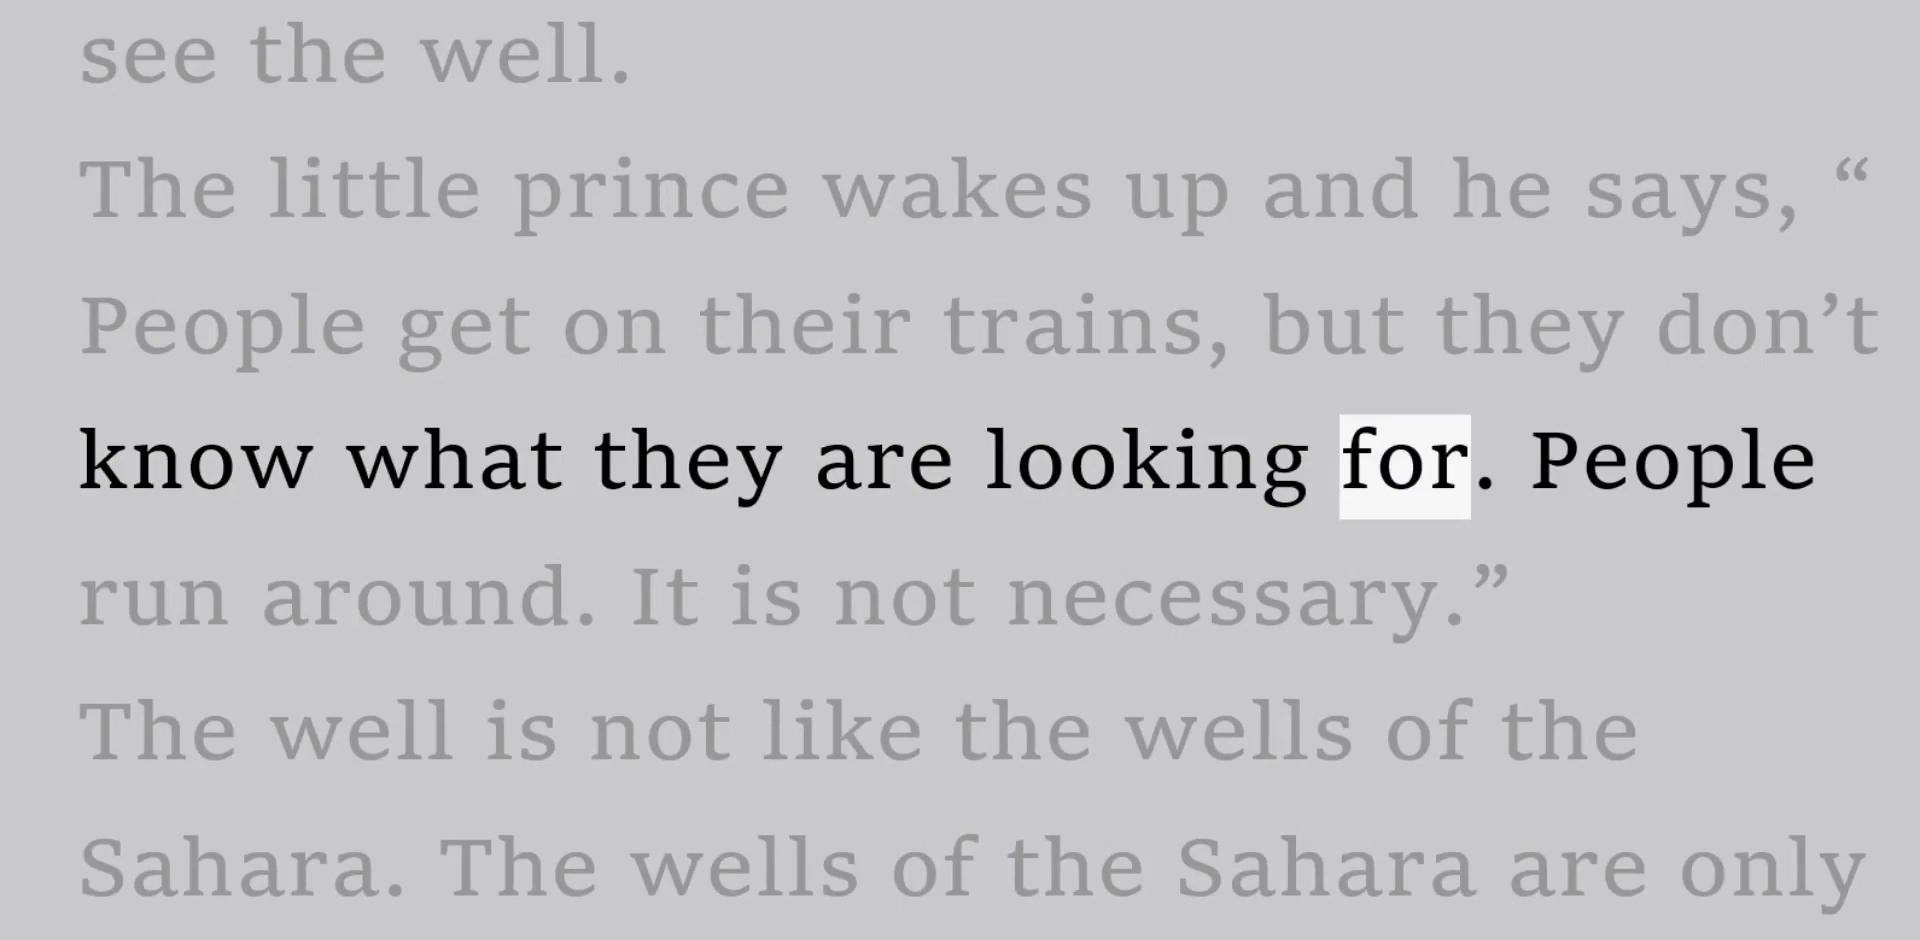 see the well.
The little prince wakes up and he says, “
People get on their trains, but they don’t
know what they are looking for. People
run around. It is not necessary.”
The well is not like the wells of the
Sahara. The wells of the Sahara are only